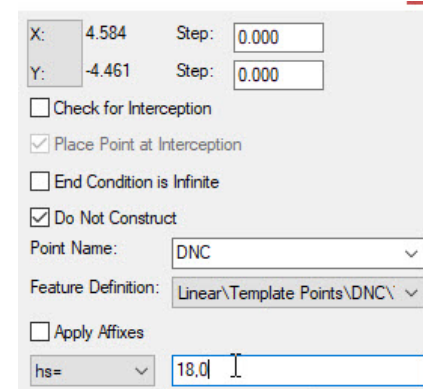 X: 4.584 Step: 0.000
Y: -4.461 Step: 0.000
Check for Interception
Place Point at Interception
End Condition is Infinite
Do Not Construct
Point Name: DNC
Feature Definition: Linear\Template Points\DNC\
Apply Affixes
hs= 18,0